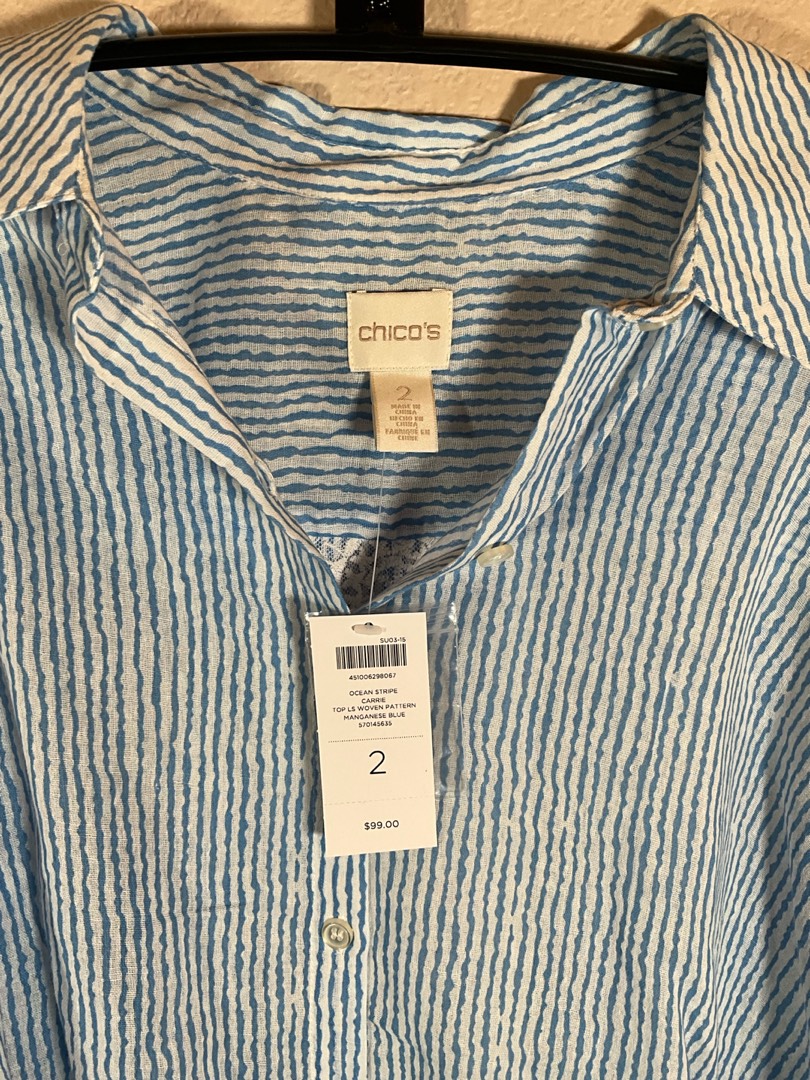 chico's
2
MADE IN
CHINA
HECHO EN
CHINA
FABRIQUÉ EN
CHINE
SU03-15
451006298067
OCEAN STRIPE
CARRIE
TOP LS WOVEN PATTERN
MANGANESE BLUE
570145635
2
$99.00